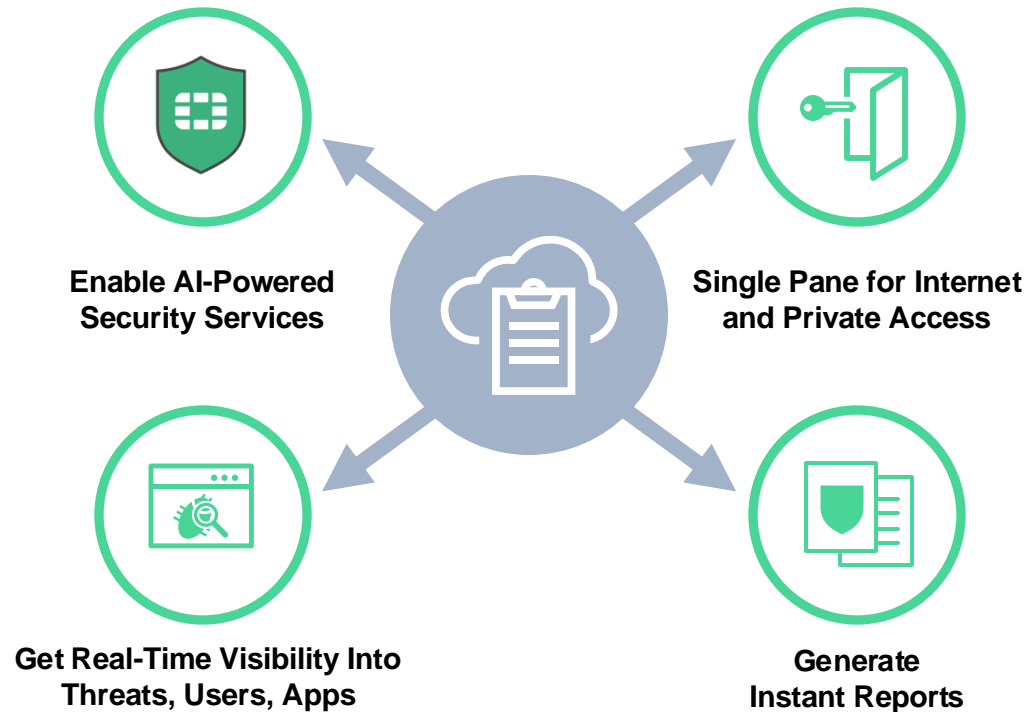 Enable AI-Powered
Security Services
Single Pane for Internet
and Private Access
Get Real-Time Visibility Into
Threats, Users, Apps
Generate
Instant Reports